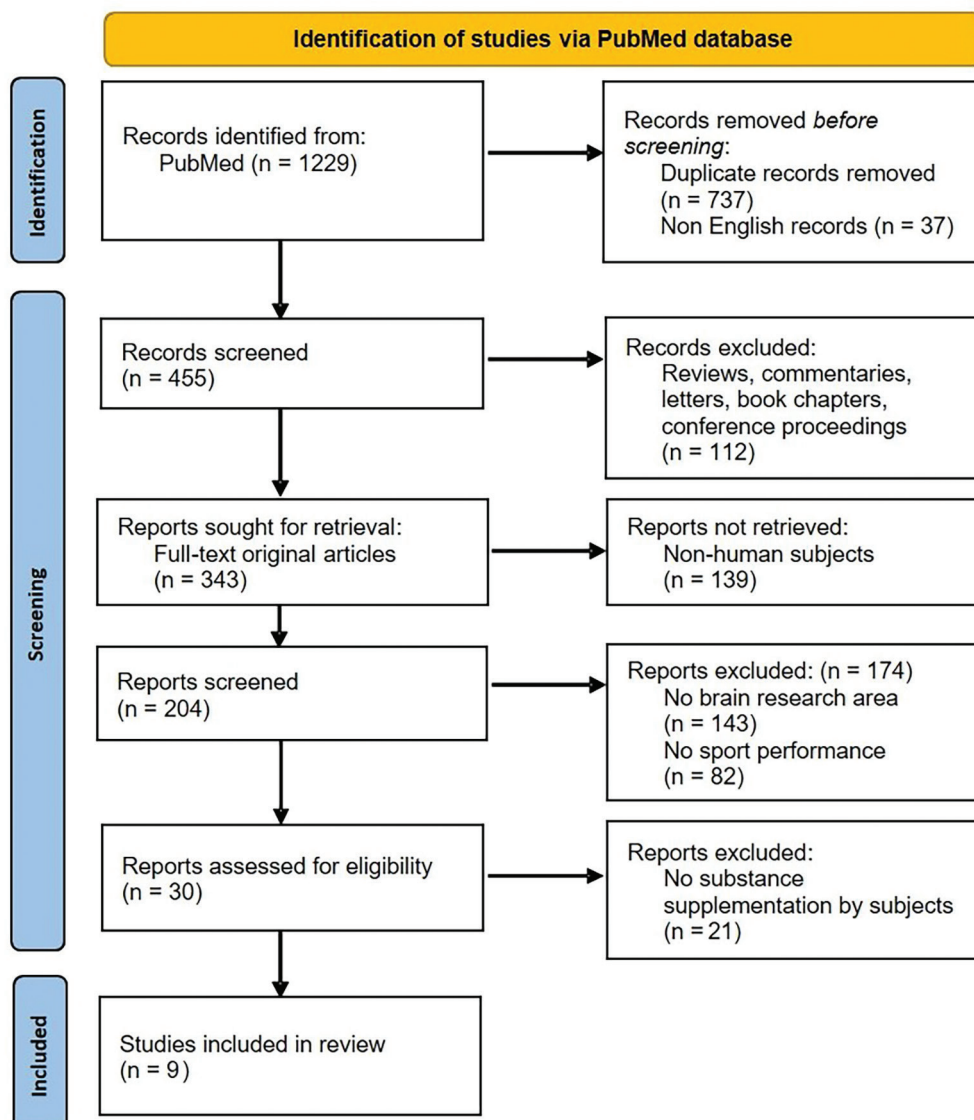 Identification of studies via PubMed database
Identification
Records identified from:
PubMed (n = 1229)
Records removed before
screening:
Duplicate records removed
(n = 737)
Non English records (n = 37)
Screening
Records screened
(n = 455)
Records excluded:
Reviews, commentaries,
letters, book chapters,
conference proceedings
(n = 112)
Reports sought for retrieval:
Full-text original articles
(n = 343)
Reports not retrieved:
Non-human subjects
(n = 139)
Reports screened
(n = 204)
Reports excluded: (n = 174)
No brain research area
(n = 143)
No sport performance
(n = 82)
Reports assessed for eligibility
(n = 30)
Reports excluded:
No substance
supplementation by subjects
(n = 21)
Included
Studies included in review
(n = 9)